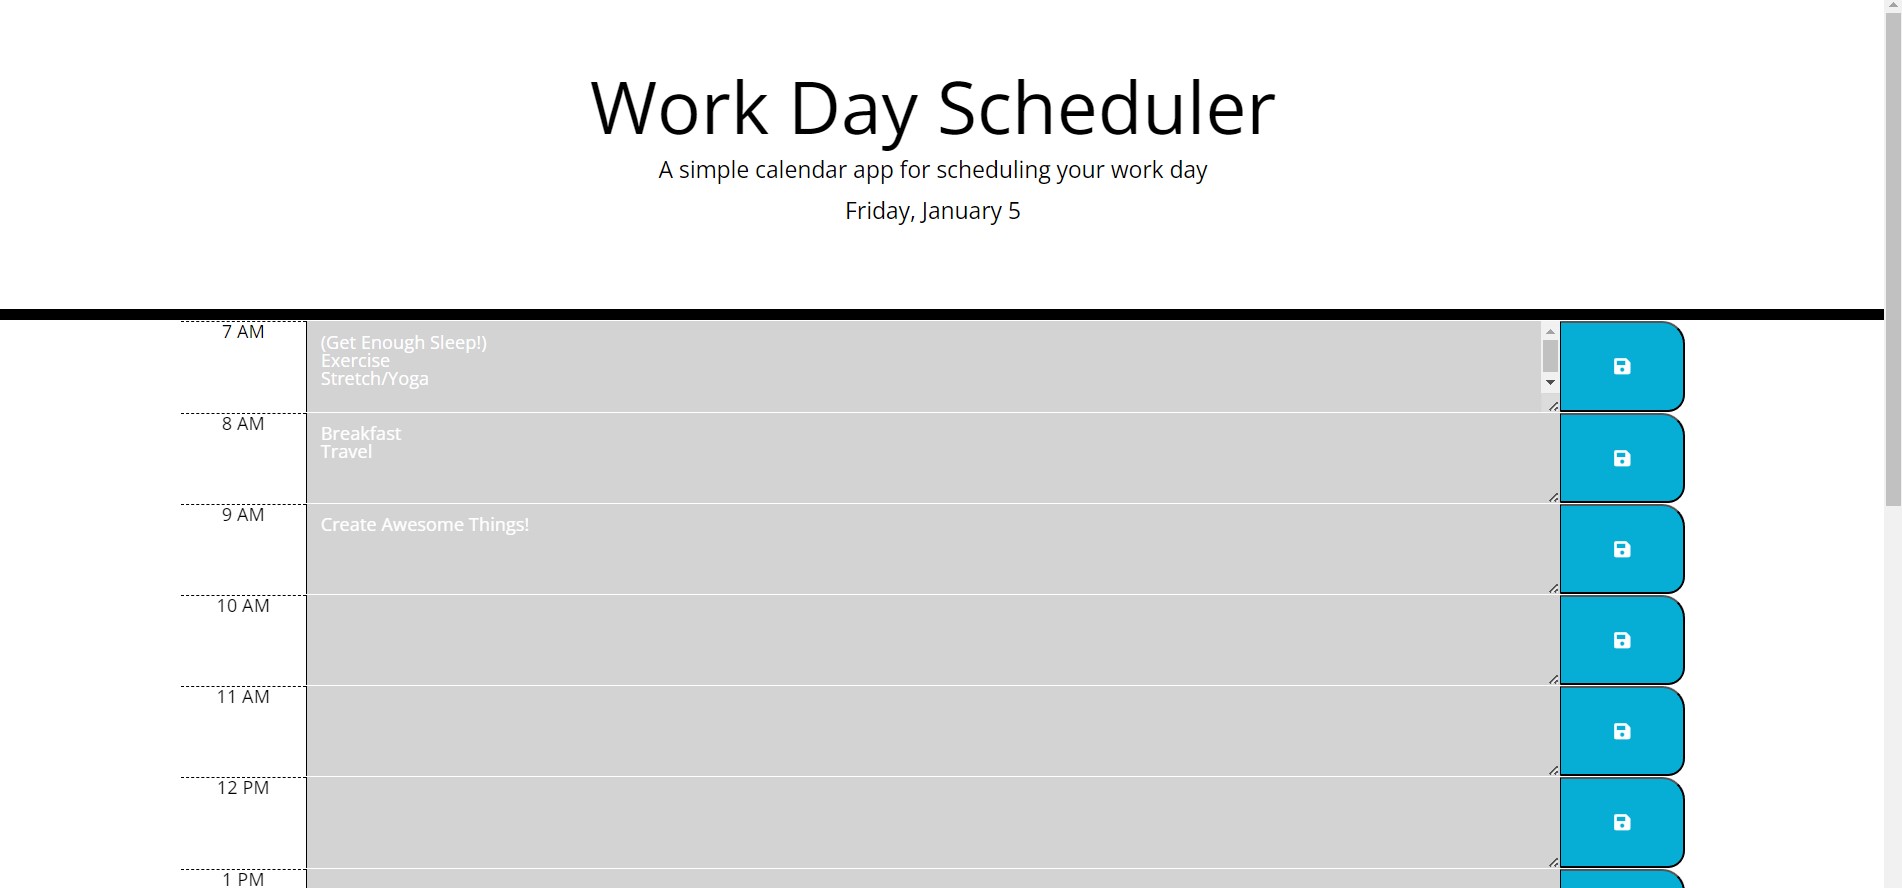 Work Day Scheduler
A simple calendar app for scheduling your work day
Friday, January 5
7 AM
(Get Enough Sleep!)
Exercise
Stretch/Yoga
8 AM
Breakfast
Travel
9 AM
Create Awesome Things!
10 AM
11 AM
12 PM
1 PM